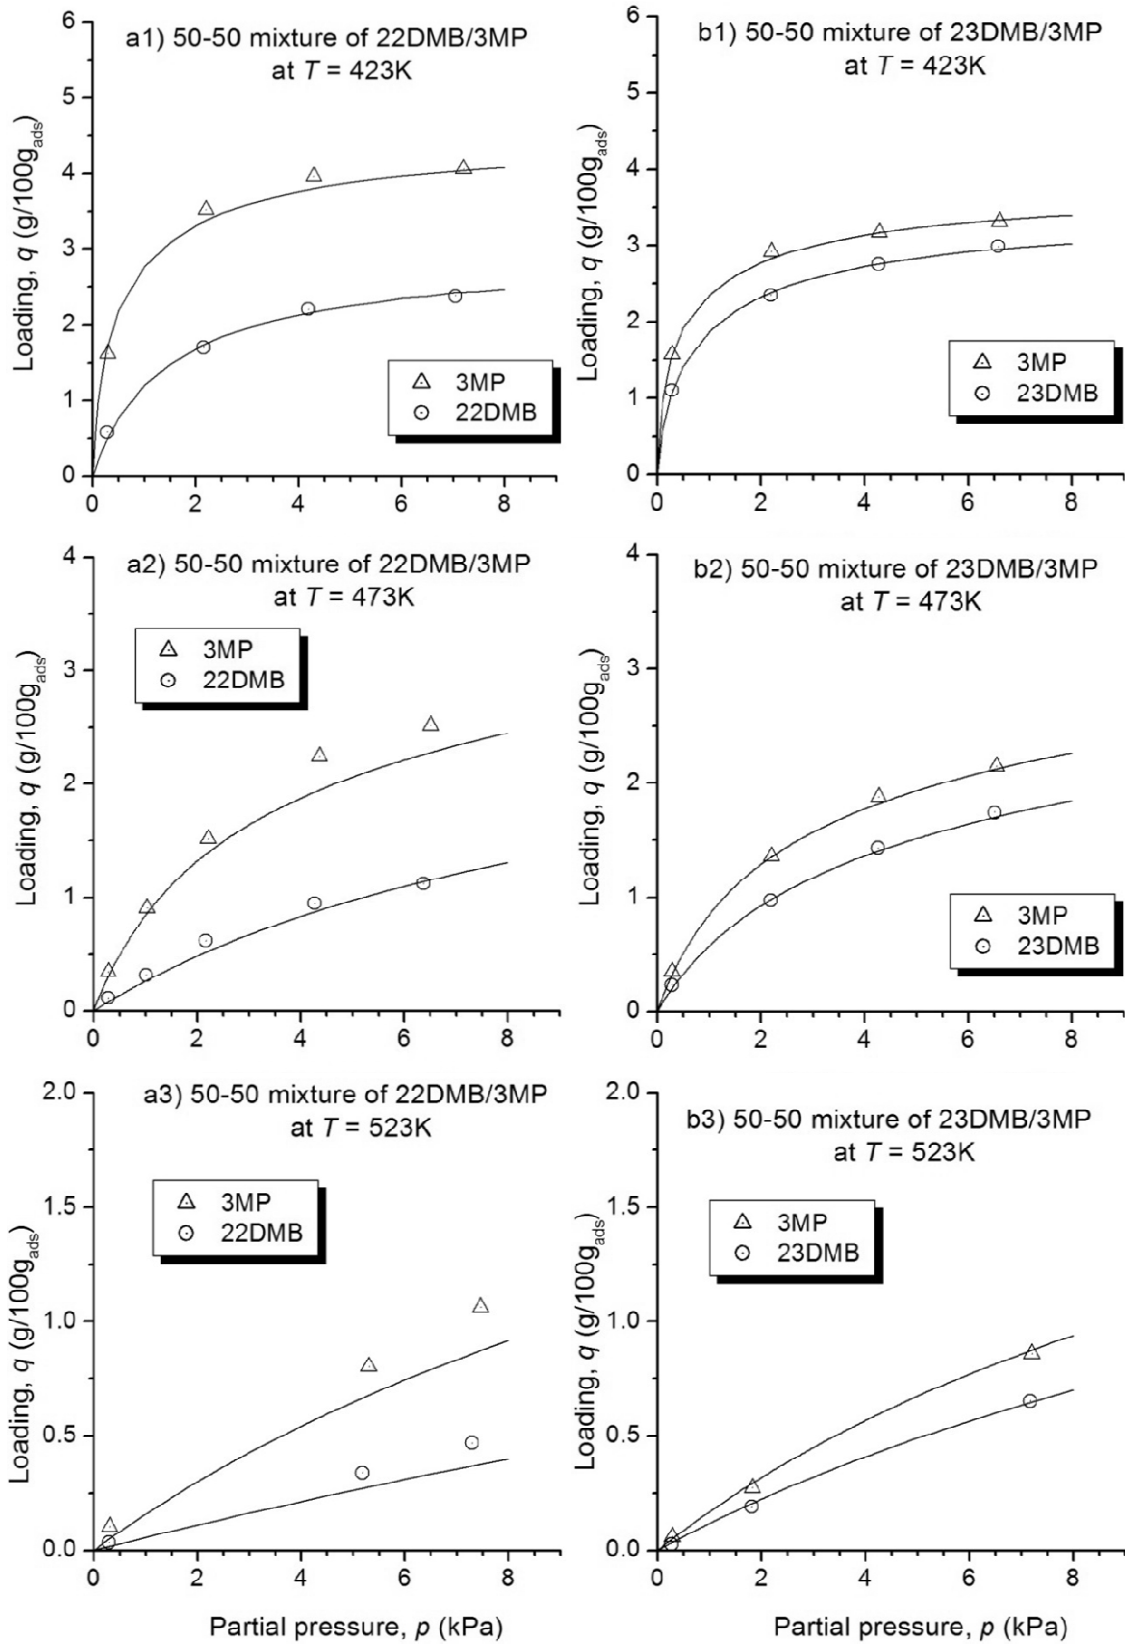 a1) 50-50 mixture of 22DMB/3MP
at T = 423K
Loading, q (g/100g_ads)
6
5
4
3
2
1
0
0 2 4 6 8
3MP
22DMB
b1) 50-50 mixture of 23DMB/3MP
at T = 423K
Loading, q (g/100g_ads)
6
5
4
3
2
1
0
0 2 4 6 8
3MP
23DMB
a2) 50-50 mixture of 22DMB/3MP
at T = 473K
Loading, q (g/100g_ads)
4
3
2
1
0
0 2 4 6 8
3MP
22DMB
b2) 50-50 mixture of 23DMB/3MP
at T = 473K
Loading, q (g/100g_ads)
4
3
2
1
0
0 2 4 6 8
3MP
23DMB
a3) 50-50 mixture of 22DMB/3MP
at T = 523K
Loading, q (g/100g_ads)
2.0
1.5
1.0
0.5
0.0
0 2 4 6 8
3MP
22DMB
Partial pressure, p (kPa)
b3) 50-50 mixture of 23DMB/3MP
at T = 523K
Loading, q (g/100g_ads)
2.0
1.5
1.0
0.5
0.0
0 2 4 6 8
3MP
23DMB
Partial pressure, p (kPa)